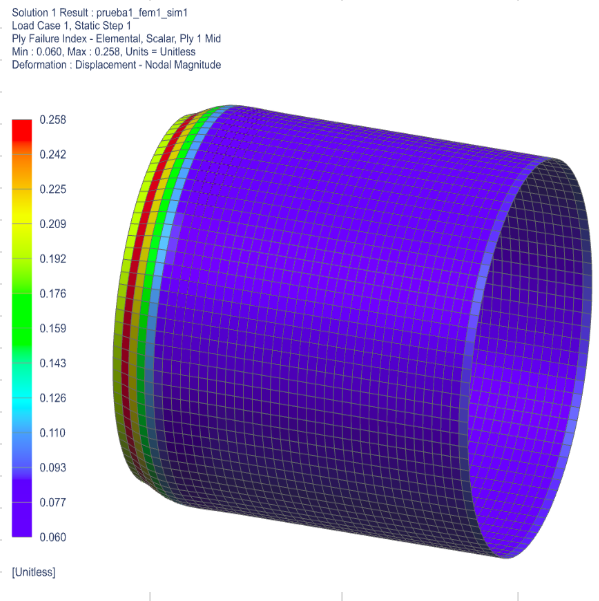 Solution 1 Result : prueba1_fem1_sim1
Load Case 1, Static Step 1
Ply Failure Index - Elemental, Scalar, Ply 1 Mid
Min : 0.060, Max : 0.258, Units = Unitless
Deformation : Displacement - Nodal Magnitude
0.258
0.242
0.225
0.209
0.192
0.176
0.159
0.143
0.126
0.110
0.093
0.077
0.060
[Unitless]